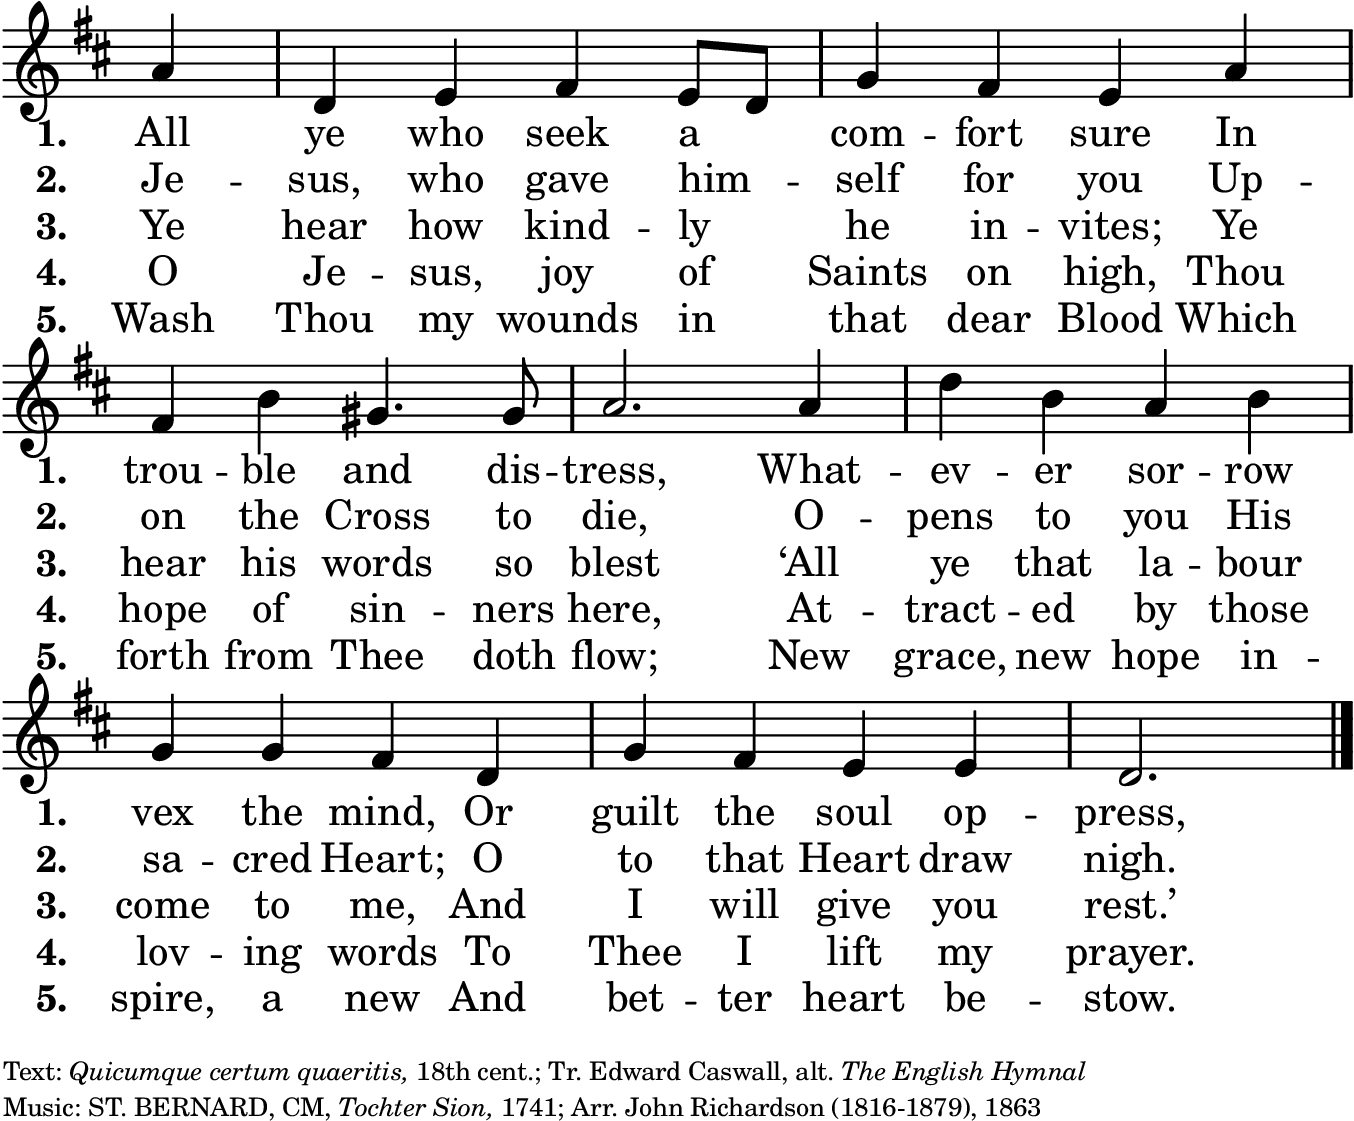 1. All ye who seek a com - fort sure In
2. Je - sus, who gave him - self for you Up -
3. Ye hear how kind - ly he in - vites; Ye
4. O Je - sus, joy of Saints on high, Thou
5. Wash Thou my wounds in that dear Blood Which
1. trou - ble and dis - tress, What - ev - er sor - row
2. on the Cross to die, O - pens to you His
3. hear his words so blest ‘All ye that la - bour
4. hope of sin - ners here, At - tract - ed by those
5. forth from Thee doth flow; New grace, new hope in -
1. vex the mind, Or guilt the soul op - press,
2. sa - cred Heart; O to that Heart draw nigh.
3. come to me, And I will give you rest.’
4. lov - ing words To Thee I lift my prayer.
5. spire, a new And bet - ter heart be - stow.
Text: Quicumque certum quaeritis, 18th cent.; Tr. Edward Caswall, alt. The English Hymnal
Music: ST. BERNARD, CM, Tochter Sion, 1741; Arr. John Richardson (1816-1879), 1863